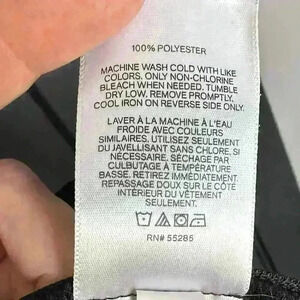 100% POLYESTER
MACHINE WASH COLD WITH LIKE
COLORS. ONLY NON-CHLORINE
BLEACH WHEN NEEDED. TUMBLE
DRY LOW. REMOVE PROMPTLY.
COOL IRON ON REVERSE SIDE ONLY.
LAVER À LA MACHINE À L'EAU
FROIDE AVEC COULEURS
SIMILAIRES, UTILISEZ SEULEMENT
DU JAVELLISANT SANS CHLORE, SI
NÉCESSAIRE. SÉCHAGE PAR
CULBUTAGE À TEMPÉRATURE
BASSE. RETIREZ IMMÉDIATEMENT.
REPASSAGE DOUX SUR LE CÔTÉ
INTÉRIEUR DU VÊTEMENT
SEULEMENT.
RN# 55285